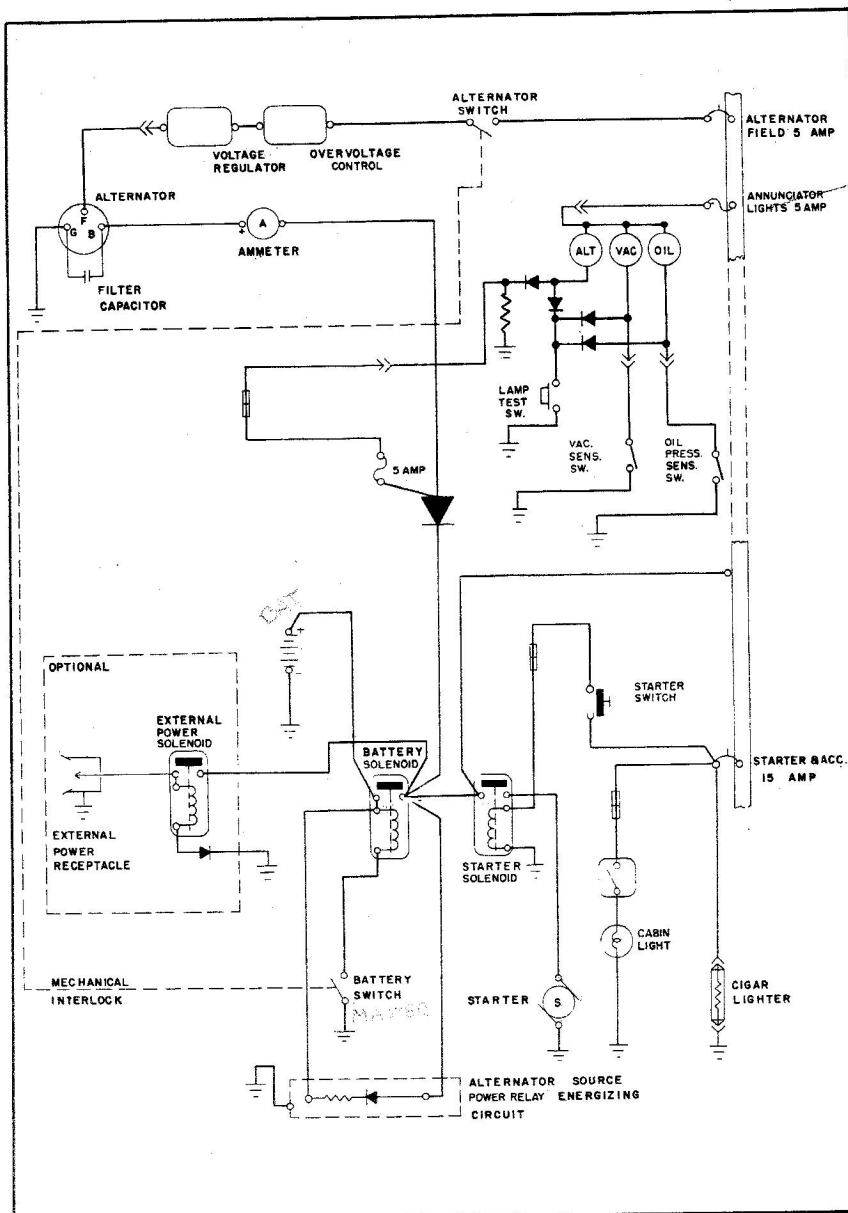 ALTERNATOR
SWITCH
ALTERNATOR
FIELD 5 AMP
VOLTAGE
REGULATOR
OVERVOLTAGE
CONTROL
ALTERNATOR
F
G
B
A
+
AMMETER
ANNUNCIATOR
LIGHTS 5 AMP
ALT
VAC
OIL
FILTER
CAPACITOR
LAMP
TEST
SW.
VAC.
SENS.
SW.
OIL
PRESS.
SENS.
SW.
5 AMP
BAT
+
-
OPTIONAL
EXTERNAL
POWER
SOLENOID
BATTERY
SOLENOID
STARTER
SWITCH
STARTER & ACC.
15 AMP
EXTERNAL
POWER
RECEPTACLE
STARTER
SOLENOID
CABIN
LIGHT
MECHANICAL
INTERLOCK
BATTERY
SWITCH
MASTER
STARTER
S
CIGAR
LIGHTER
ALTERNATOR SOURCE
POWER RELAY ENERGIZING
CIRCUIT